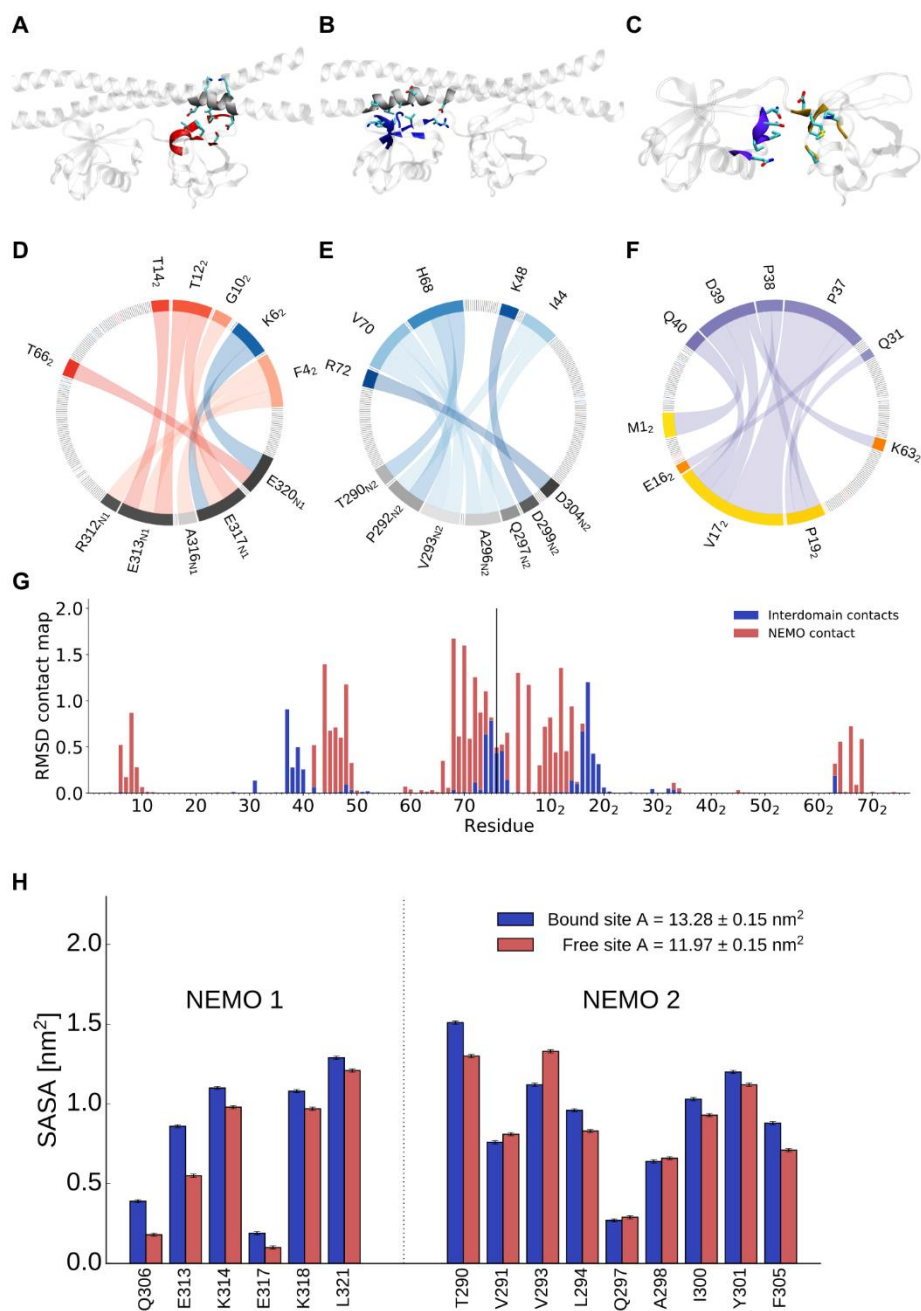 A
B
C
D
E
F
T14₂
T12₂
G10₂
K6₂
F4₂
T66₂
E320N1
E317N1
A316N1
E313N1
R312N1
H68
K48
I44
V70
R72
T290N2
P292N2
V293N2
A296N2
Q297N2
D299N2
D304N2
P38
D39
P37
Q40
Q31
M1₂
K63₂
E16₂
V17₂
P19₂
G
RMSD contact map
2.0
1.5
1.0
0.5
0.0
Interdomain contacts
NEMO contact
10 20 30 40 50 60 70 10₂ 20₂ 30₂ 40₂ 50₂ 60₂ 70₂
Residue
H
SASA [nm²]
2.0
1.5
1.0
0.5
0.0
Bound site A = 13.28 ± 0.15 nm²
Free site A = 11.97 ± 0.15 nm²
NEMO 1 NEMO 2
Q306 E313 K314 E317 K318 L321 T290 V291 V293 L294 Q297 A298 I300 Y301 F305